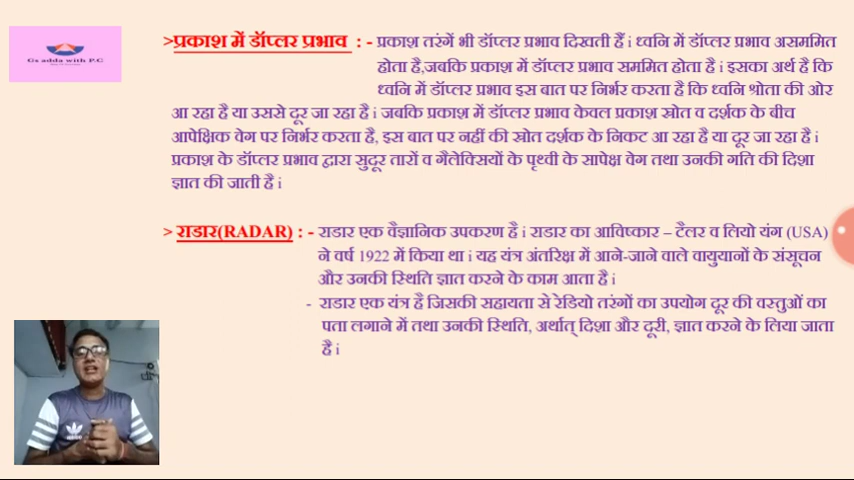 Gs adda with P.C
>प्रकाश में डॉप्लर प्रभाव : - प्रकाश तरंगें भी डॉप्लर प्रभाव दिखती हैं। ध्वनि में डॉप्लर प्रभाव असममित
होता है,जबकि प्रकाश में डॉप्लर प्रभाव सममित होता है। इसका अर्थ है कि
ध्वनि में डॉप्लर प्रभाव इस बात पर निर्भर करता है कि ध्वनि श्रोता की ओर
आ रहा है या उससे दूर जा रहा है। जबकि प्रकाश में डॉप्लर प्रभाव केवल प्रकाश स्रोत व दर्शक के बीच
आपेक्षिक वेग पर निर्भर करता है, इस बात पर नहीं की स्रोत दर्शक के निकट आ रहा है या दूर जा रहा है।
प्रकाश के डॉप्लर प्रभाव द्वारा सुदूर तारों व गैलेक्सियों के पृथ्वी के सापेक्ष वेग तथा उनकी गति की दिशा
ज्ञात की जाती है।
> राडार(RADAR) : - राडार एक वैज्ञानिक उपकरण है। राडार का आविष्कार – टैलर व लियो यंग (USA)
ने वर्ष 1922 में किया था। यह यंत्र अंतरिक्ष में आने-जाने वाले वायुयानों के संसूचन
और उनकी स्थिति ज्ञात करने के काम आता है।
- राडार एक यंत्र है जिसकी सहायता से रेडियो तरंगों का उपयोग दूर की वस्तुओं का
पता लगाने में तथा उनकी स्थिति, अर्थात् दिशा और दूरी, ज्ञात करने के लिया जाता
है।